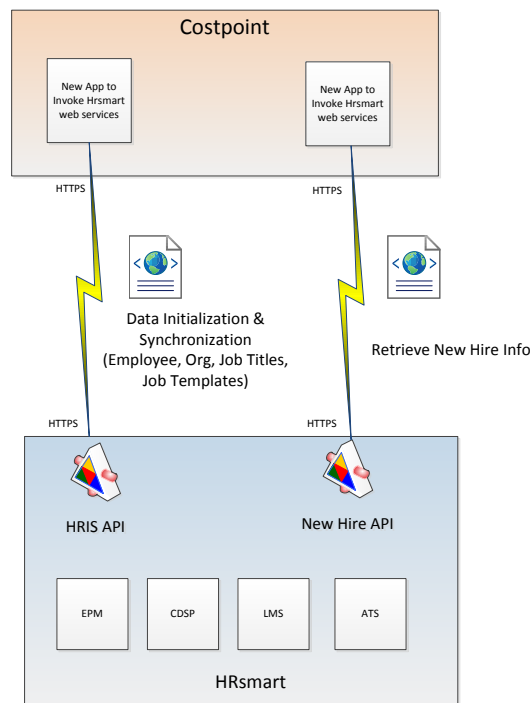 Costpoint
New App to
Invoke Hrsmart
web services
New App to
Invoke Hrsmart
web services
HTTPS
HTTPS
Data Initialization &
Synchronization
(Employee, Org, Job Titles,
Job Templates)
Retrieve New Hire Info
HTTPS
HTTPS
HRIS API
New Hire API
EPM
CDSP
LMS
ATS
HRsmart